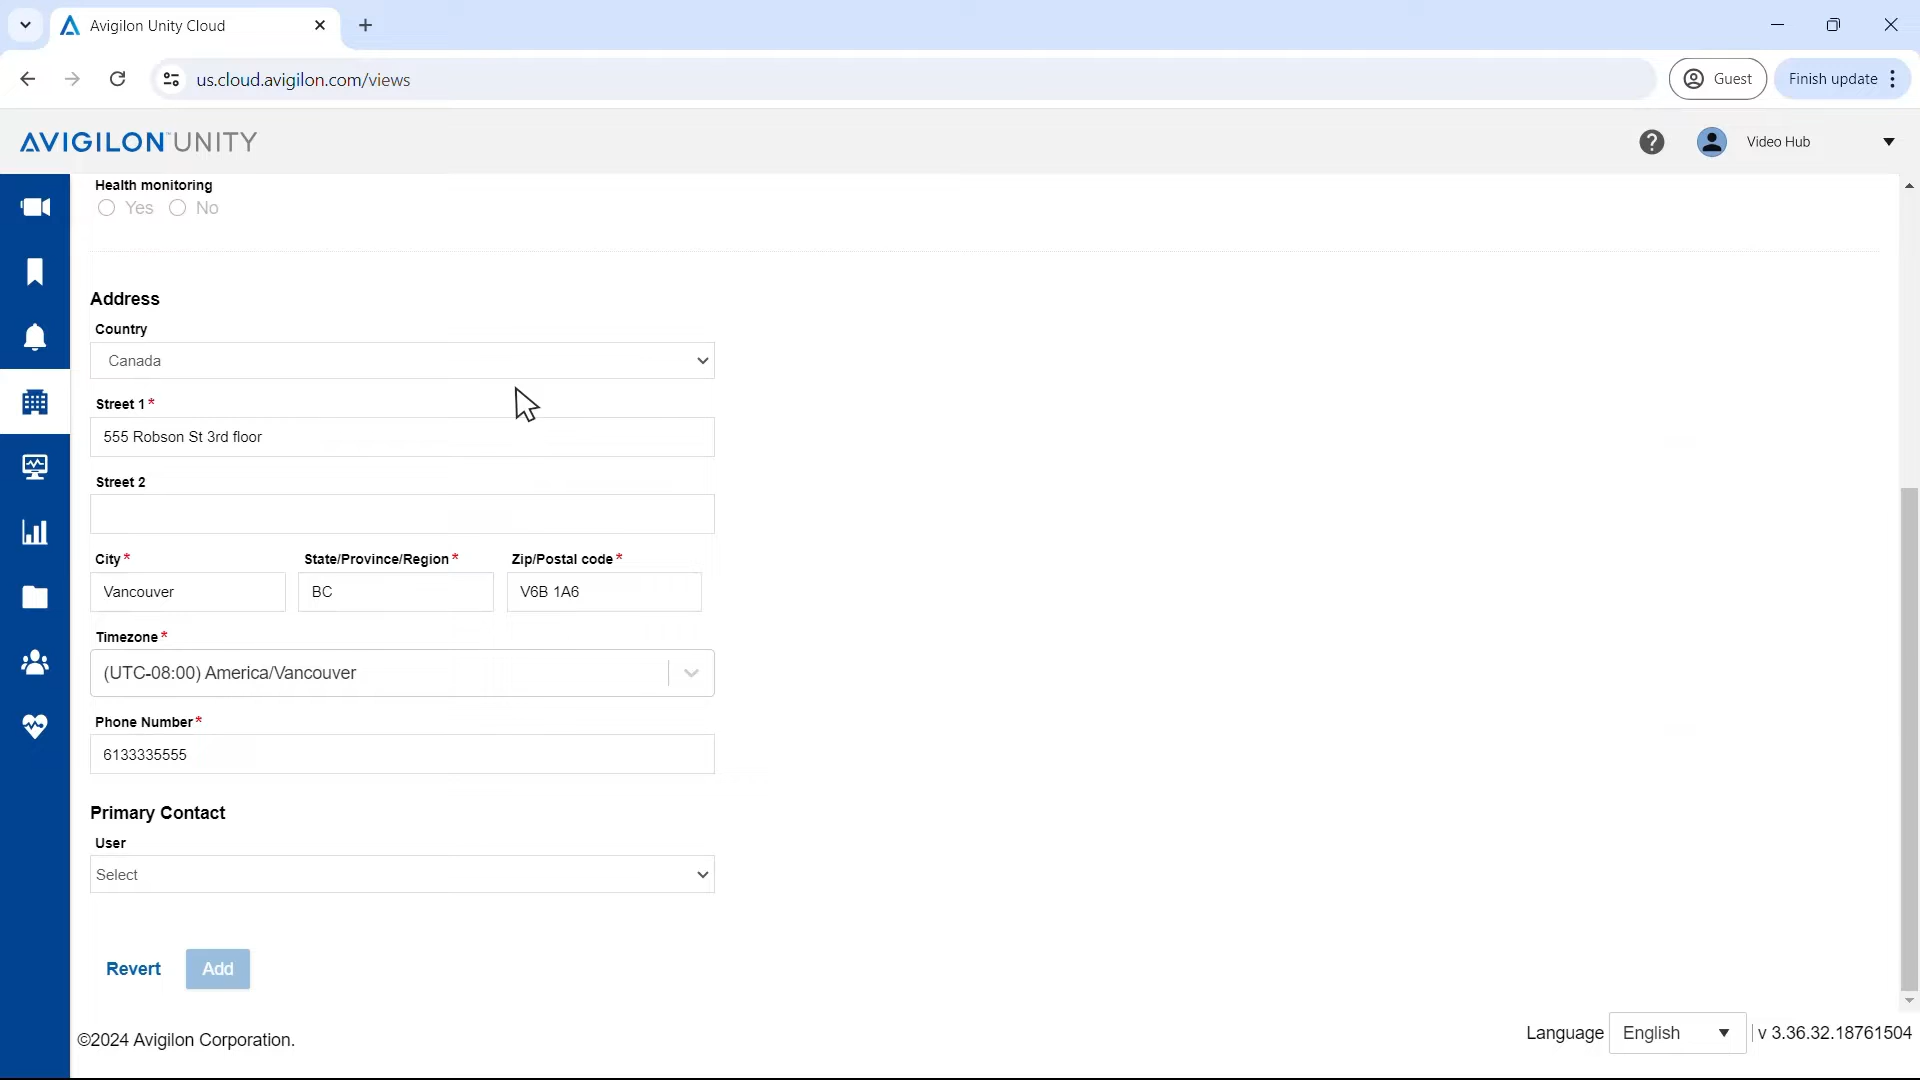 Avigilon Unity Cloud
us.cloud.avigilon.com/views
Guest
Finish update
AVIGILON™ UNITY
Video Hub
Health monitoring
Yes No
Address
Country
Canada
Street 1*
555 Robson St 3rd floor
Street 2
City* State/Province/Region* Zip/Postal code*
Vancouver BC V6B 1A6
Timezone*
(UTC-08:00) America/Vancouver
Phone Number*
6133335555
Primary Contact
User
Select
Revert Add
©2024 Avigilon Corporation.
Language English | v 3.36.32.18761504